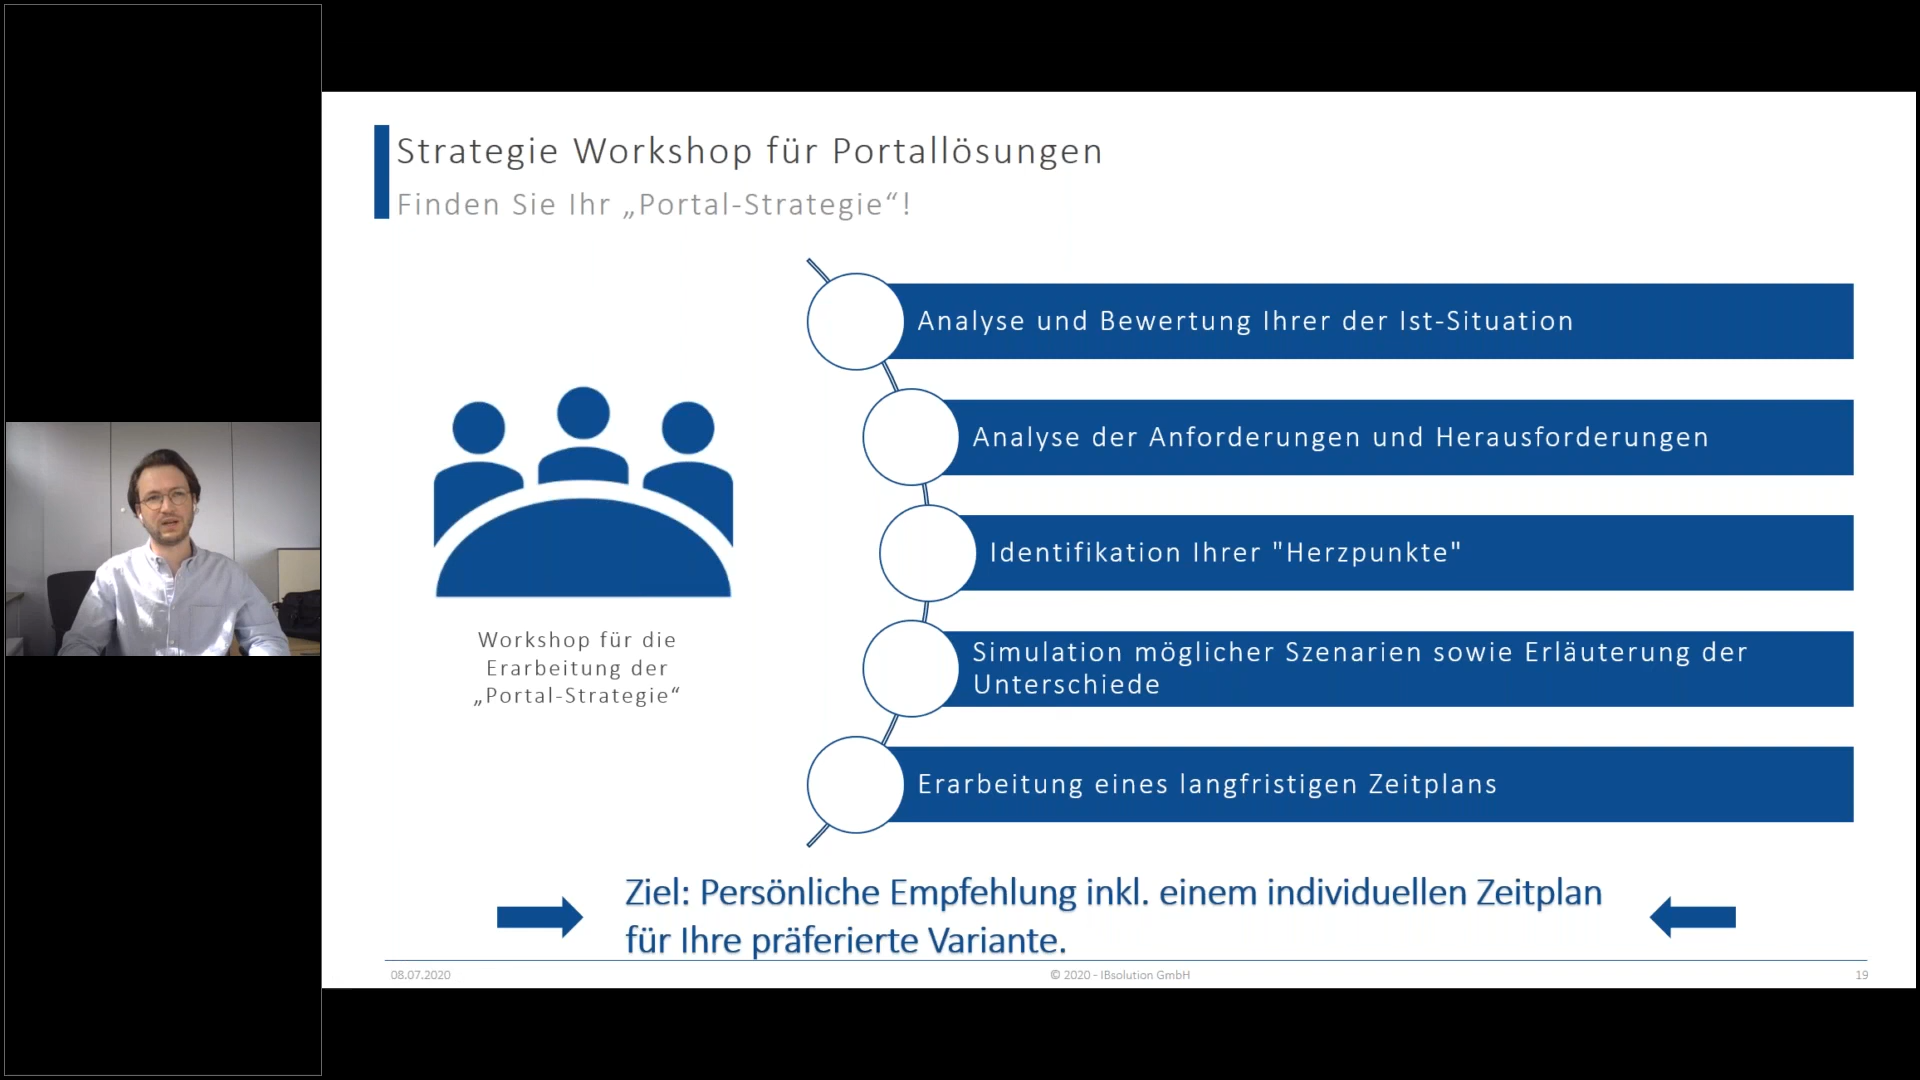 Strategie Workshop für Portallösungen
Finden Sie Ihr „Portal-Strategie“!
Workshop für die
Erarbeitung der
„Portal-Strategie“
Analyse und Bewertung Ihrer der Ist-Situation
Analyse der Anforderungen und Herausforderungen
Identifikation Ihrer "Herzpunkte"
Simulation möglicher Szenarien sowie Erläuterung der
Unterschiede
Erarbeitung eines langfristigen Zeitplans
Ziel: Persönliche Empfehlung inkl. einem individuellen Zeitplan
für Ihre präferierte Variante.
08.07.2020
© 2020 - IBsolution GmbH
19